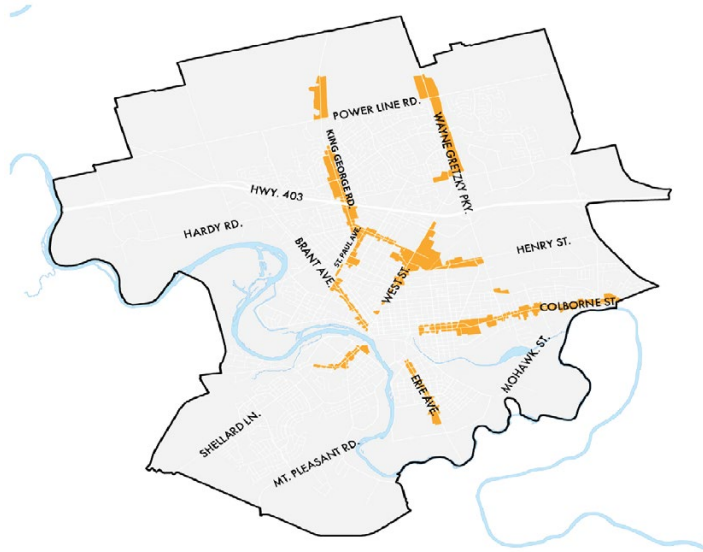 POWER LINE RD.
WAYNE GRETZKY PKY.
KING GEORGE RD.
HWY. 403
HARDY RD.
ST. PAUL AVE.
BRANT AVE.
HENRY ST.
WEST ST.
COLBORNE ST.
MOHAWK ST.
ERIE AVE.
SHELLARD LN.
MT. PLEASANT RD.